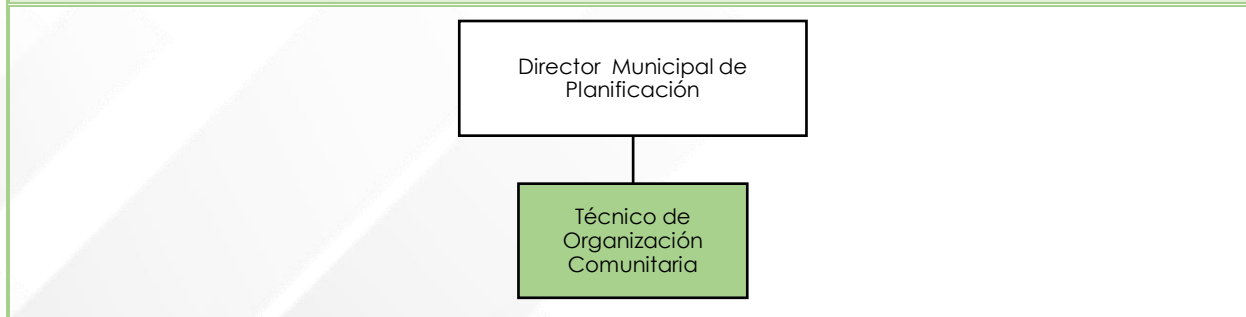 Director  Municipal de
Planificación
Técnico de
Organización
Comunitaria